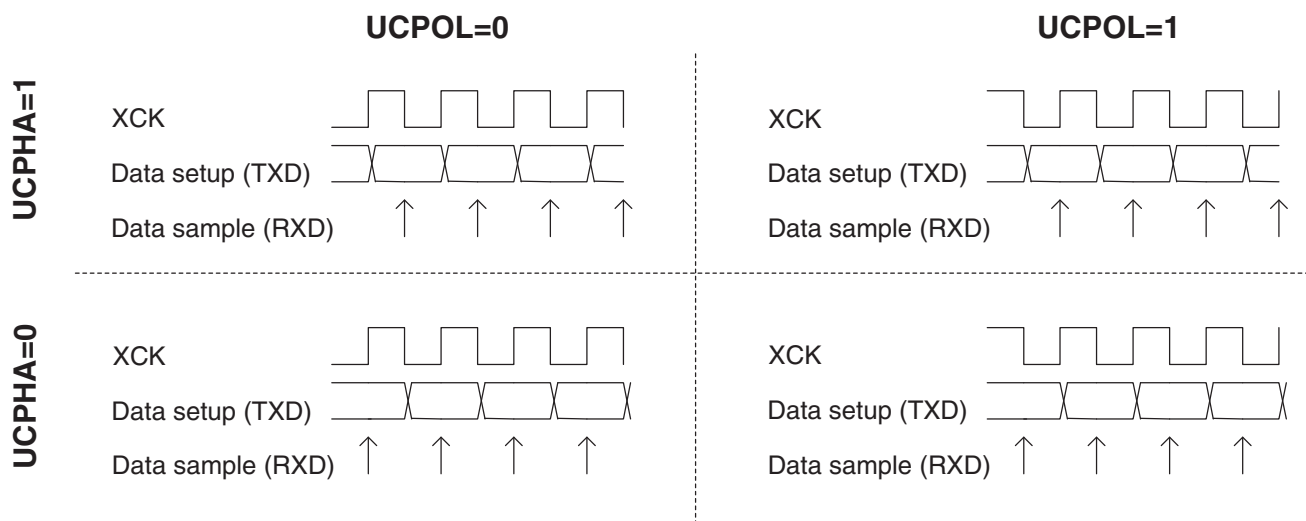 UCPOL=0
UCPOL=1
UCPHA=1
XCK
Data setup (TXD)
Data sample (RXD)
XCK
Data setup (TXD)
Data sample (RXD)
UCPHA=0
XCK
Data setup (TXD)
Data sample (RXD)
XCK
Data setup (TXD)
Data sample (RXD)